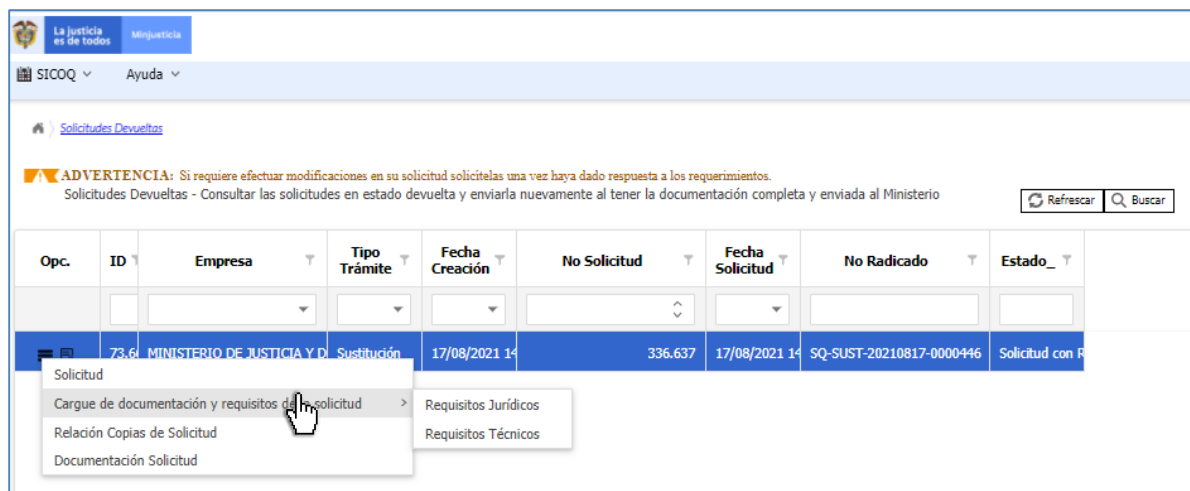 La justicia
es de todos
Minjusticia
SICOQ
Ayuda
Solicitudes Devueltas
ADVERTENCIA: Si requiere efectuar modificaciones en su solicitud solicitelas una vez haya dado respuesta a los requerimientos.
Solicitudes Devueltas - Consultar las solicitudes en estado devuelta y enviarla nuevamente al tener la documentación completa y enviada al Ministerio
Refrescar Buscar
Opc. ID Empresa Tipo Trámite Fecha Creación No Solicitud Fecha Solicitud No Radicado Estado_
73.6 MINISTERIO DE JUSTICIA Y D Sustitución 17/08/2021 14 336.637 17/08/2021 14 SQ-SUST-20210817-0000446 Solicitud con R
Solicitud
Cargue de documentación y requisitos solicitud > Requisitos Jurídicos
Requisitos Técnicos
Relación Copias de Solicitud
Documentación Solicitud